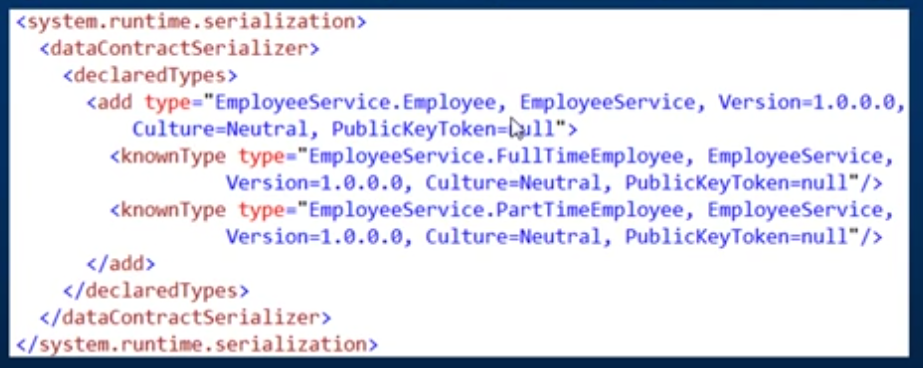 <system.runtime.serialization>
<dataContractSerializer>
<declaredTypes>
<add type="EmployeeService.Employee, EmployeeService, Version=1.0.0.0,
Culture=Neutral, PublicKeyToken=null">
<knownType type="EmployeeService.FullTimeEmployee, EmployeeService,
Version=1.0.0.0, Culture=Neutral, PublicKeyToken=null"/>
<knownType type="EmployeeService.PartTimeEmployee, EmployeeService,
Version=1.0.0.0, Culture=Neutral, PublicKeyToken=null"/>
</add>
</declaredTypes>
</dataContractSerializer>
</system.runtime.serialization>